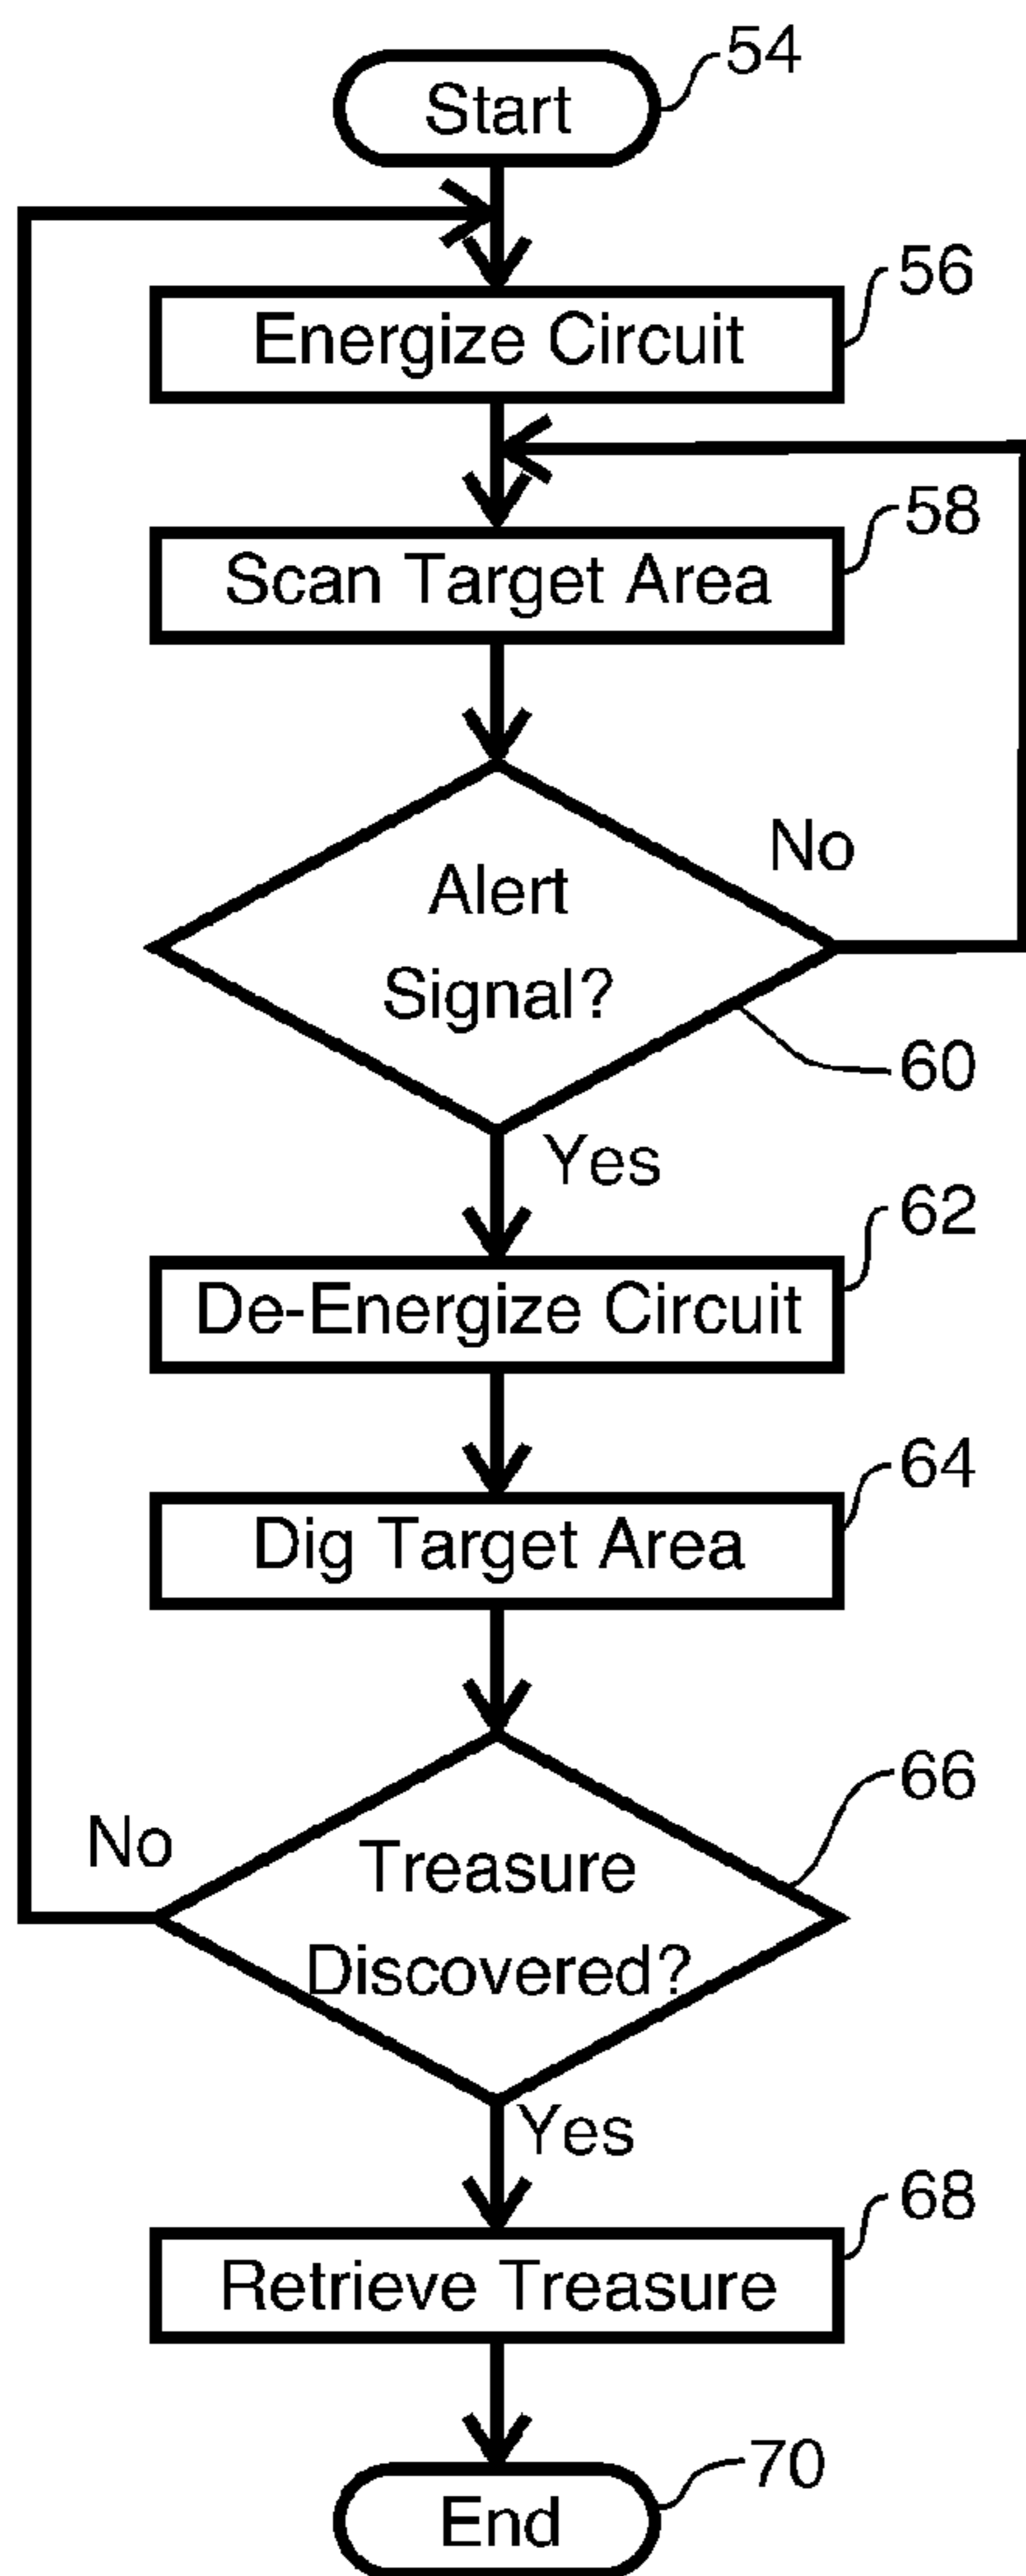 Start
54
Energize Circuit
56
Scan Target Area
58
Alert
Signal?
No
60
Yes
De-Energize Circuit
62
Dig Target Area
64
Treasure
Discovered?
No
66
Yes
Retrieve Treasure
68
End
70